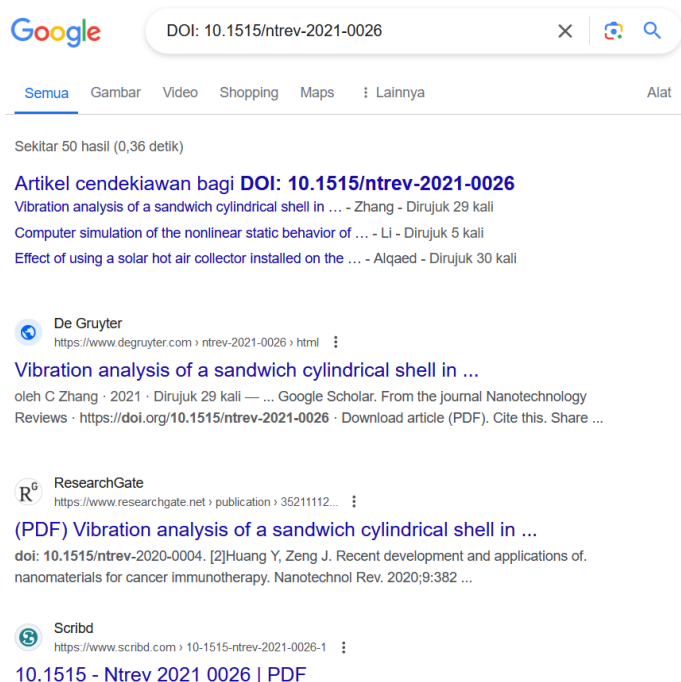 Google
DOI: 10.1515/ntrev-2021-0026
Semua Gambar Video Shopping Maps Lainnya Alat
Sekitar 50 hasil (0,36 detik)
Artikel cendekiawan bagi DOI: 10.1515/ntrev-2021-0026
Vibration analysis of a sandwich cylindrical shell in … - Zhang - Dirujuk 29 kali
Computer simulation of the nonlinear static behavior of … - Li - Dirujuk 5 kali
Effect of using a solar hot air collector installed on the … - Alqaed - Dirujuk 30 kali
De Gruyter
https://www.degruyter.com › ntrev-2021-0026 › html
Vibration analysis of a sandwich cylindrical shell in ...
oleh C Zhang · 2021 · Dirujuk 29 kali — ... Google Scholar. From the journal Nanotechnology
Reviews · https://doi.org/10.1515/ntrev-2021-0026 · Download article (PDF). Cite this. Share ...
RG
ResearchGate
https://www.researchgate.net › publication › 35211112...
(PDF) Vibration analysis of a sandwich cylindrical shell in ...
doi: 10.1515/ntrev-2020-0004. [2]Huang Y, Zeng J. Recent development and applications of.
nanomaterials for cancer immunotherapy. Nanotechnol Rev. 2020;9:382 ...
Scribd
https://www.scribd.com › 10-1515-ntrev-2021-0026-1
10.1515 - Ntrev 2021 0026 | PDF